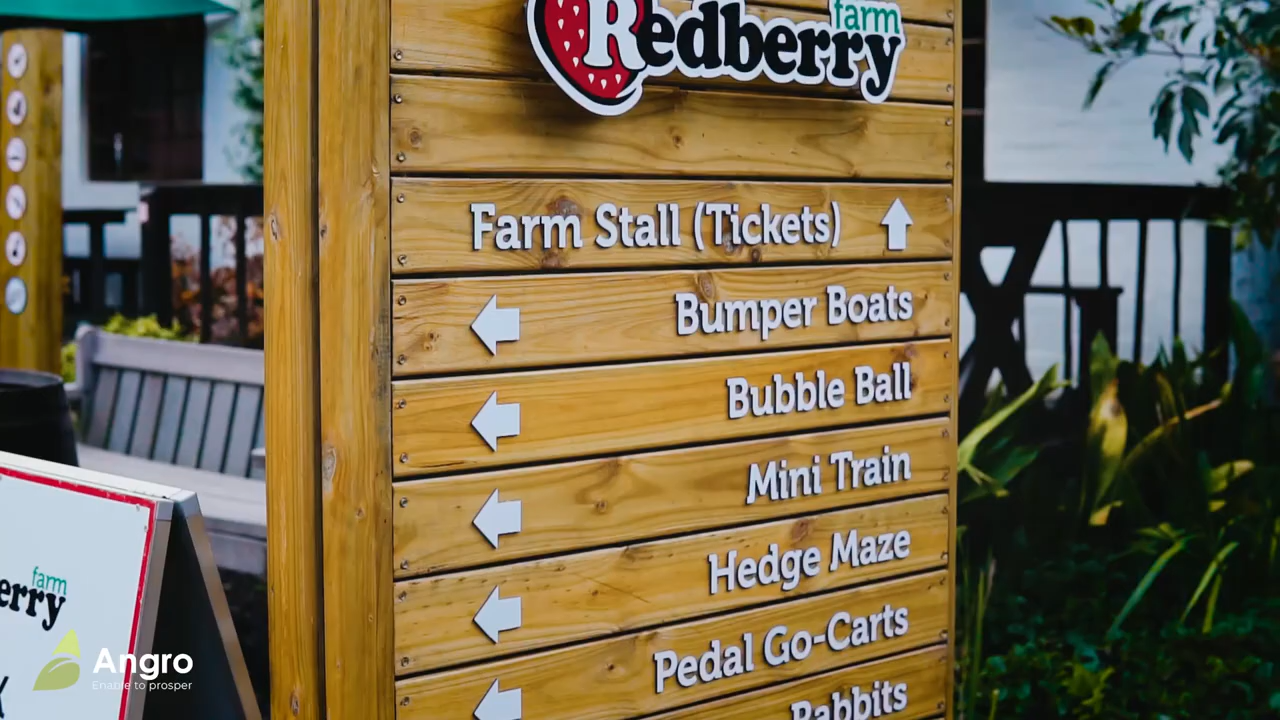 Redberry
farm
Farm Stall (Tickets)
Bumper Boats
Bubble Ball
Mini Train
Hedge Maze
Pedal Go-Carts
Rabbits
farm
erry
Angro
Enable to prosper